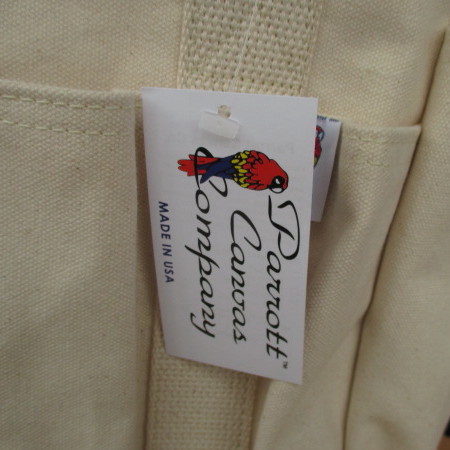 Parrott™
Canvas
Company
MADE IN USA